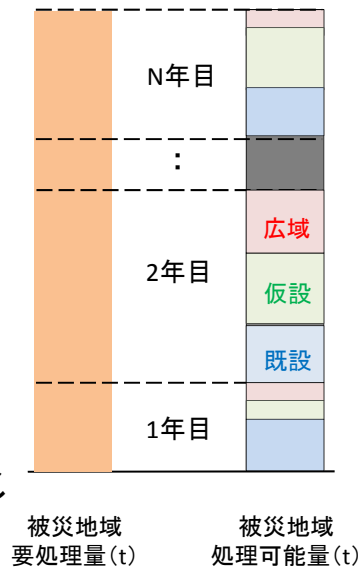 N年目
：
広域
2年目
仮設
既設
1年目
被災地域
要処理量(t)
被災地域
処理可能量(t)